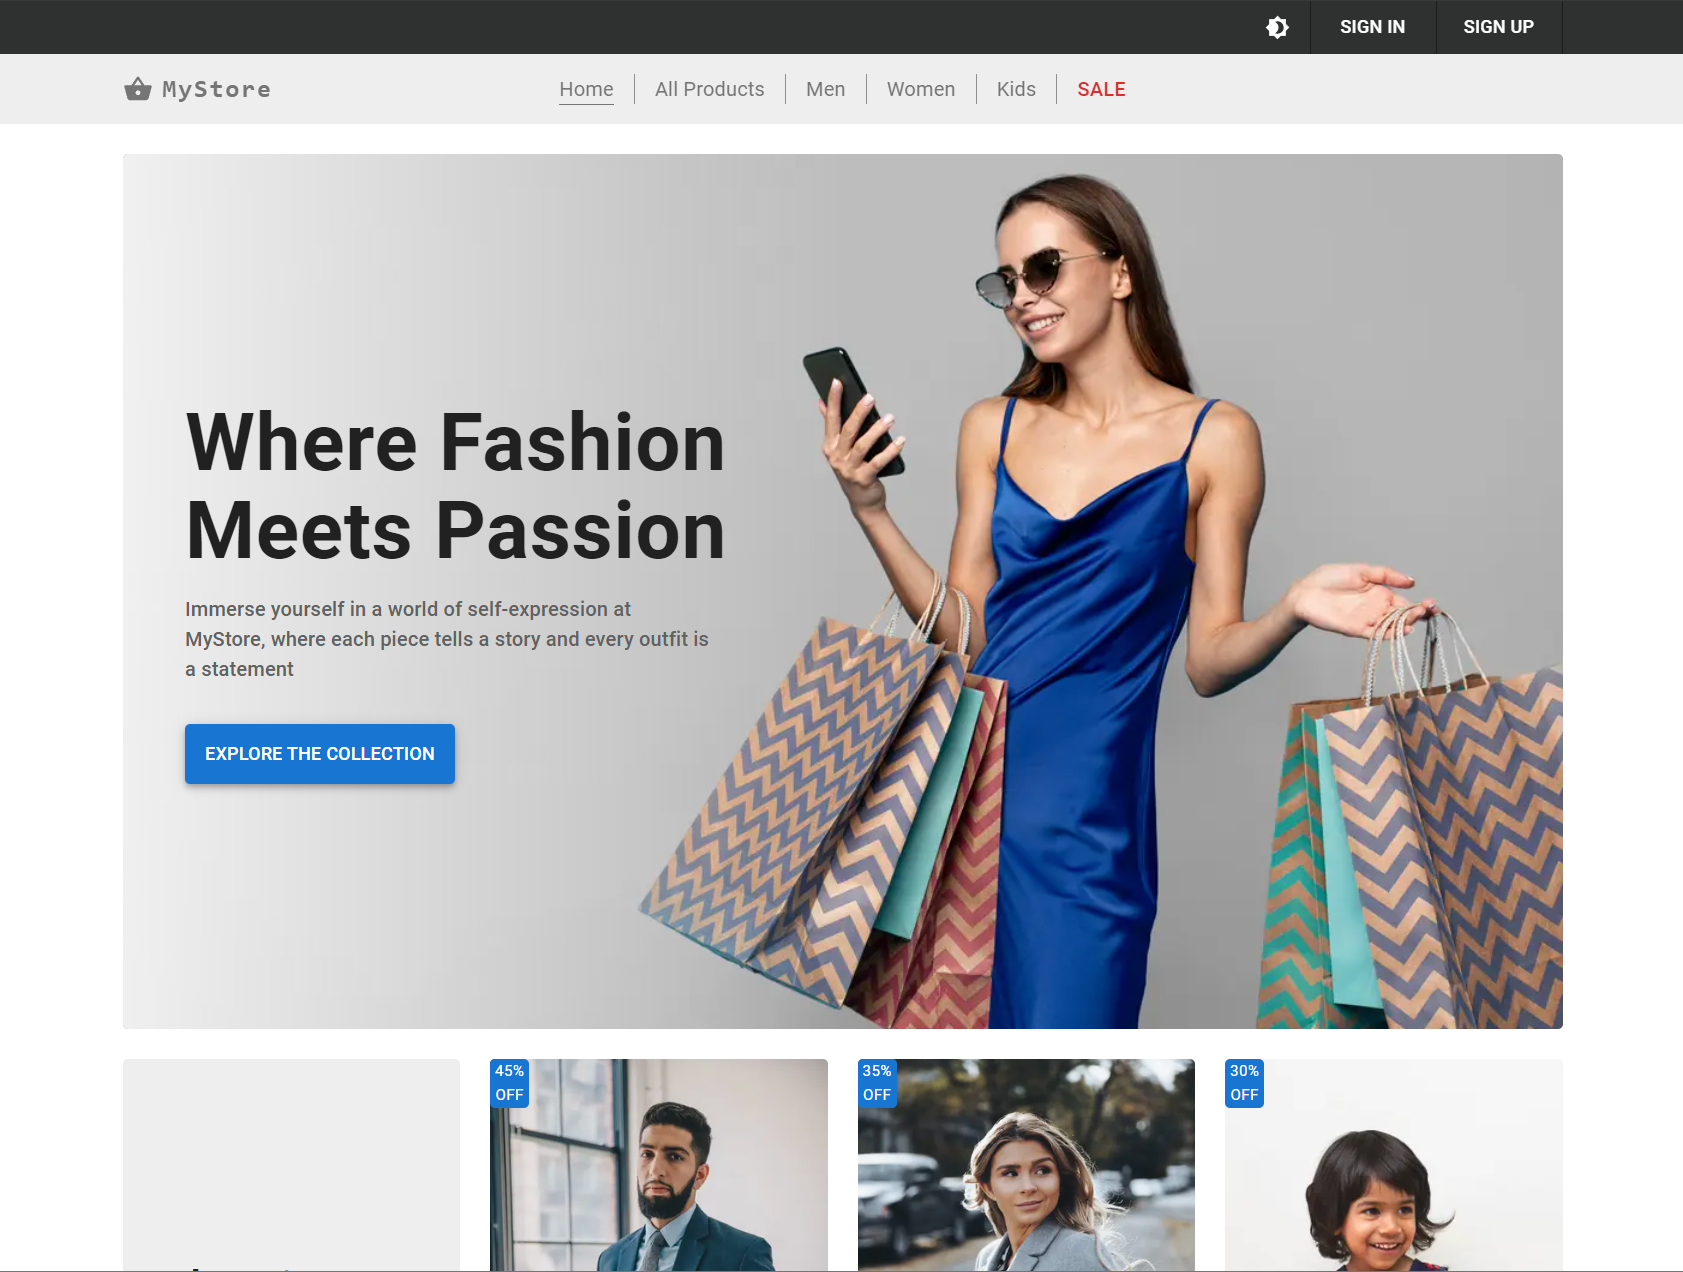 SIGN IN
SIGN UP
MyStore
Home
All Products
Men
Women
Kids
SALE
Where Fashion
Meets Passion
Immerse yourself in a world of self-expression at
MyStore, where each piece tells a story and every outfit is
a statement
EXPLORE THE COLLECTION
45%
OFF
35%
OFF
30%
OFF